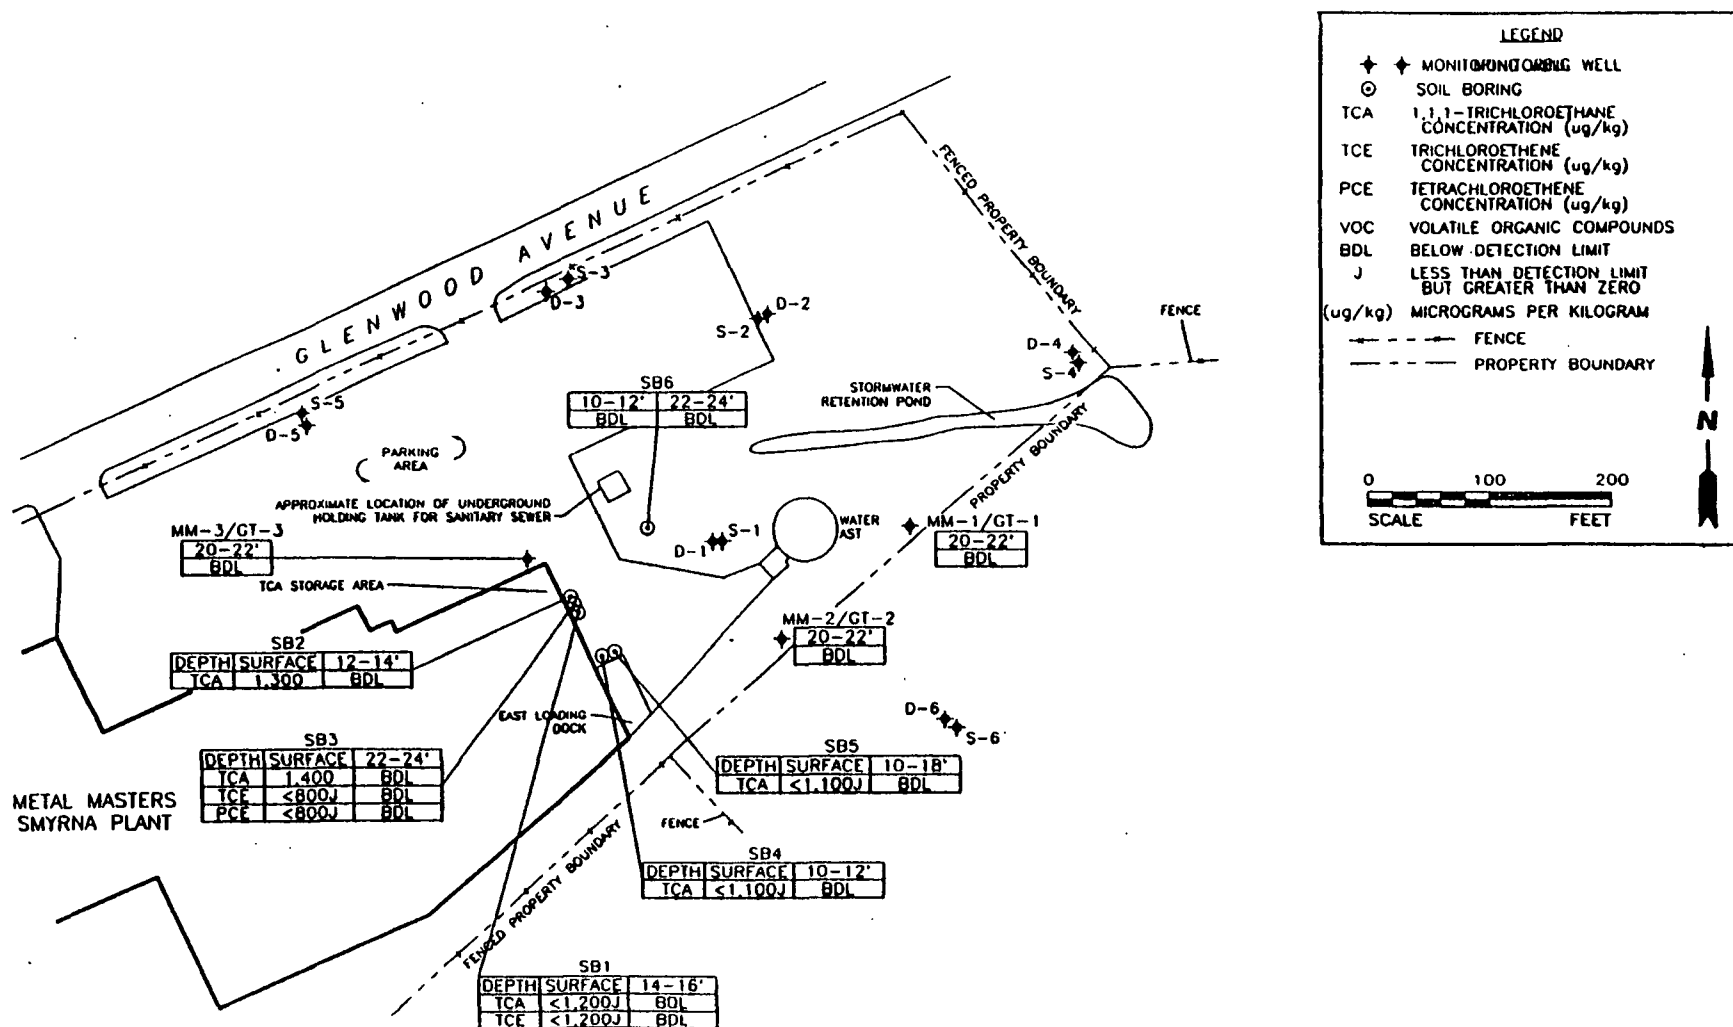 LEGEND
MONITORING WELL
SOIL BORING
TCA 1,1,1-TRICHLOROETHANE
CONCENTRATION (ug/kg)
TCE TRICHLOROETHENE
CONCENTRATION (ug/kg)
PCE TETRACHLOROETHENE
CONCENTRATION (ug/kg)
VOC VOLATILE ORGANIC COMPOUNDS
BDL BELOW DETECTION LIMIT
J LESS THAN DETECTION LIMIT
BUT GREATER THAN ZERO
(ug/kg) MICROGRAMS PER KILOGRAM
FENCE
PROPERTY BOUNDARY
N
0 100 200
SCALE FEET
GLENWOOD AVENUE
FENCED PROPERTY BOUNDARY
S-3
D-3
D-2
S-2
FENCE
D-4
S-4
S-5
D-5
SB6
10-12' 22-24'
BDL BDL
STORMWATER
RETENTION POND
PROPERTY BOUNDARY
PARKING
AREA
APPROXIMATE LOCATION OF UNDERGROUND
HOLDING TANK FOR SANITARY SEWER
WATER
AST
D-1 S-1
MM-1/GT-1
20-22'
BDL
MM-3/GT-3
20-22'
BDL
TCA STORAGE AREA
MM-2/GT-2
20-22'
BDL
SB2
DEPTH SURFACE 12-14'
TCA 1,300 BDL
EAST LOADING
DOCK
D-6
S-6
SB3
DEPTH SURFACE 22-24'
TCA 1,400 BDL
TCE <800J BDL
PCE <800J BDL
SB5
DEPTH SURFACE 10-18'
TCA <1,100J BDL
METAL MASTERS
SMYRNA PLANT
FENCE
SB4
DEPTH SURFACE 10-12'
TCA <1,100J BDL
FENCED PROPERTY BOUNDARY
SB1
DEPTH SURFACE 14-16'
TCA <1,200J BDL
TCE <1,200J BDL